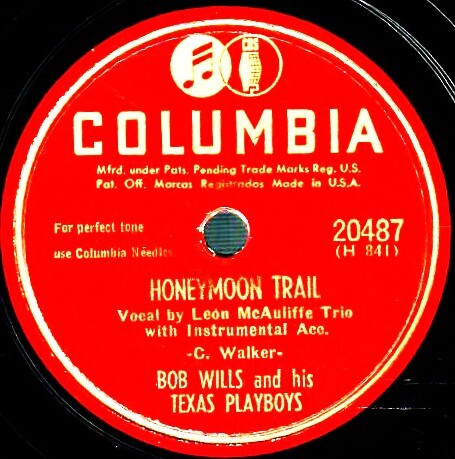 COLUMBIA
Mfrd. under Pats. Pending Trade Marks Reg. U.S.
Pat. Off. Marcas Registradas Made in U.S.A.
For perfect tone
use Columbia Needles
20487
(H 841)
HONEYMOON TRAIL
Vocal by Leon McAuliffe Trio
with Instrumental Acc.
-C. Walker-
BOB WILLS and his
TEXAS PLAYBOYS